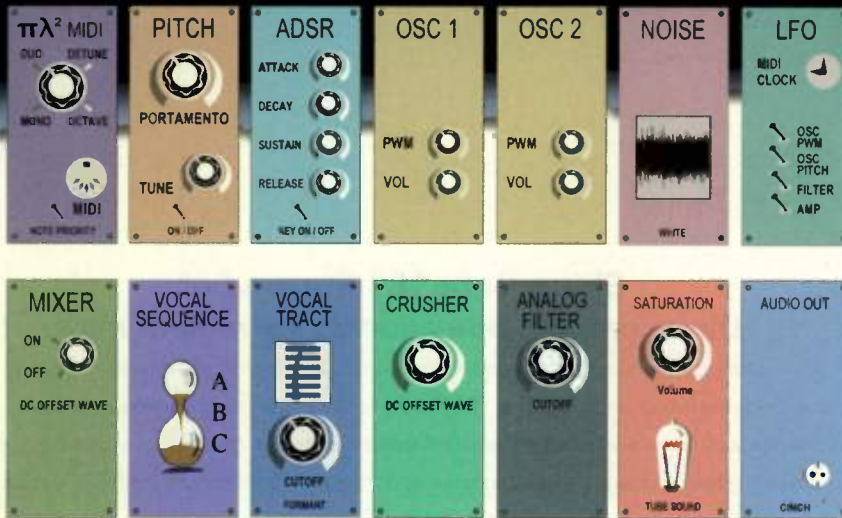 πλ² MIDI
DUO DETUNE
MONO OCTAVE
MIDI
NOTE PRIORITY
PITCH
PORTAMENTO
TUNE
ON / OFF
ADSR
ATTACK
DECAY
SUSTAIN
RELEASE
KEY ON / OFF
OSC 1
PWM
VOL
OSC 2
PWM
VOL
NOISE
WHITE
LFO
MIDI
CLOCK
OSC
PWM
OSC
PITCH
FILTER
AMP
MIXER
ON
OFF
DC OFFSET WAVE
VOCAL
SEQUENCE
A
B
C
VOCAL
TRACT
CUTOFF
FORMANT
CRUSHER
DC OFFSET WAVE
ANALOG
FILTER
CUTOFF
SATURATION
Volume
TUBE SOUND
AUDIO OUT
CINCH